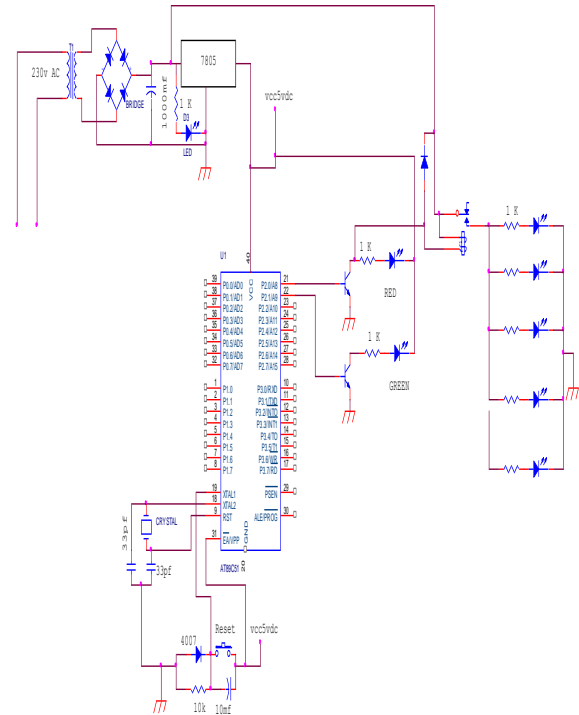 T1
230v AC
BRIDGE
1000mf
7805
1 K
D3
LED
vcc5vdc
U1
40
VCC
39 P0.0/AD0
38 P0.1/AD1
37 P0.2/AD2
36 P0.3/AD3
35 P0.4/AD4
34 P0.5/AD5
33 P0.6/AD6
32 P0.7/AD7
1 P1.0
2 P1.1
3 P1.2
4 P1.3
5 P1.4
6 P1.5
7 P1.6
8 P1.7
19 XTAL1
18 XTAL2
9 RST
31 EA/VPP
P2.0/A8 21
P2.1/A9 22
P2.2/A10 23
P2.3/A11 24
P2.4/A12 25
P2.5/A13 26
P2.6/A14 27
P2.7/A15 28
P3.0/RXD 10
P3.1/TXD 11
P3.2/INT0 12
P3.3/INT1 13
P3.4/TO 14
P3.5/T1 15
P3.6/WR 16
P3.7/RD 17
PSEN 29
ALE/PROG 30
GND
20
AT89C51
1 K
RED
1 K
GREEN
1 K
33pf
CRYSTAL
33pf
4007
Reset
vcc5vdc
10k
10mf